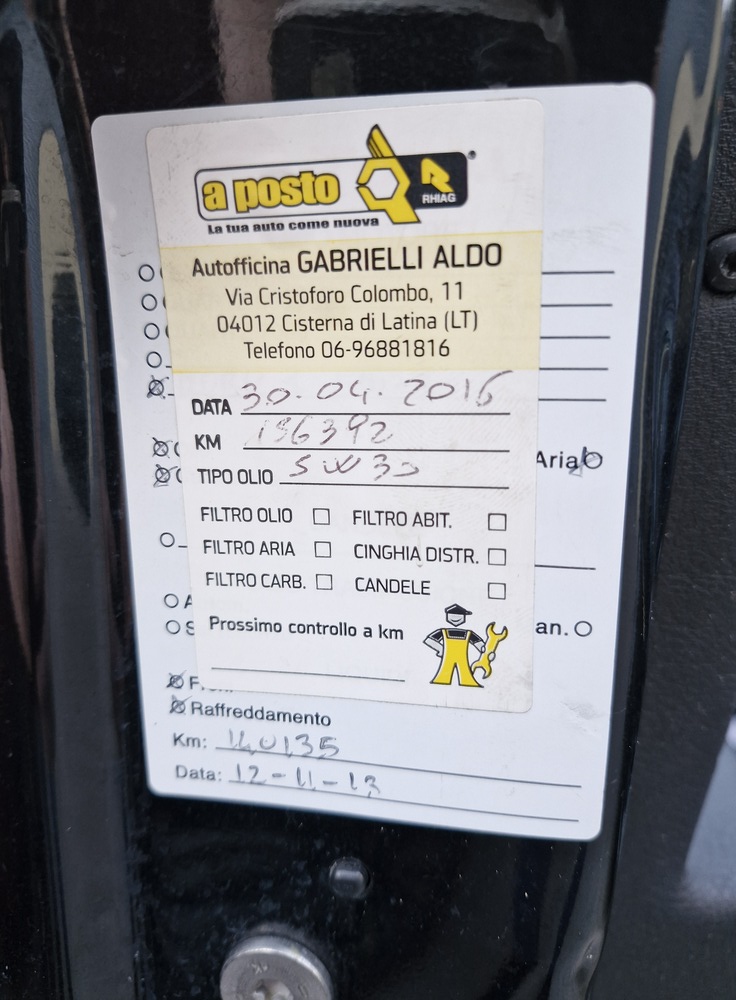 a posto RHIAG
La tua auto come nuova
Autofficina GABRIELLI ALDO
Via Cristoforo Colombo, 11
04012 Cisterna di Latina (LT)
Telefono 06-96881816
DATA 30.04.2016
KM 186392
TIPO OLIO 5W30
FILTRO OLIO FILTRO ABIT.
FILTRO ARIA CINGHIA DISTR.
FILTRO CARB. CANDELE
Prossimo controllo a km
Aria
an.
Raffreddamento
Km: 140135
Data: 12-11-13